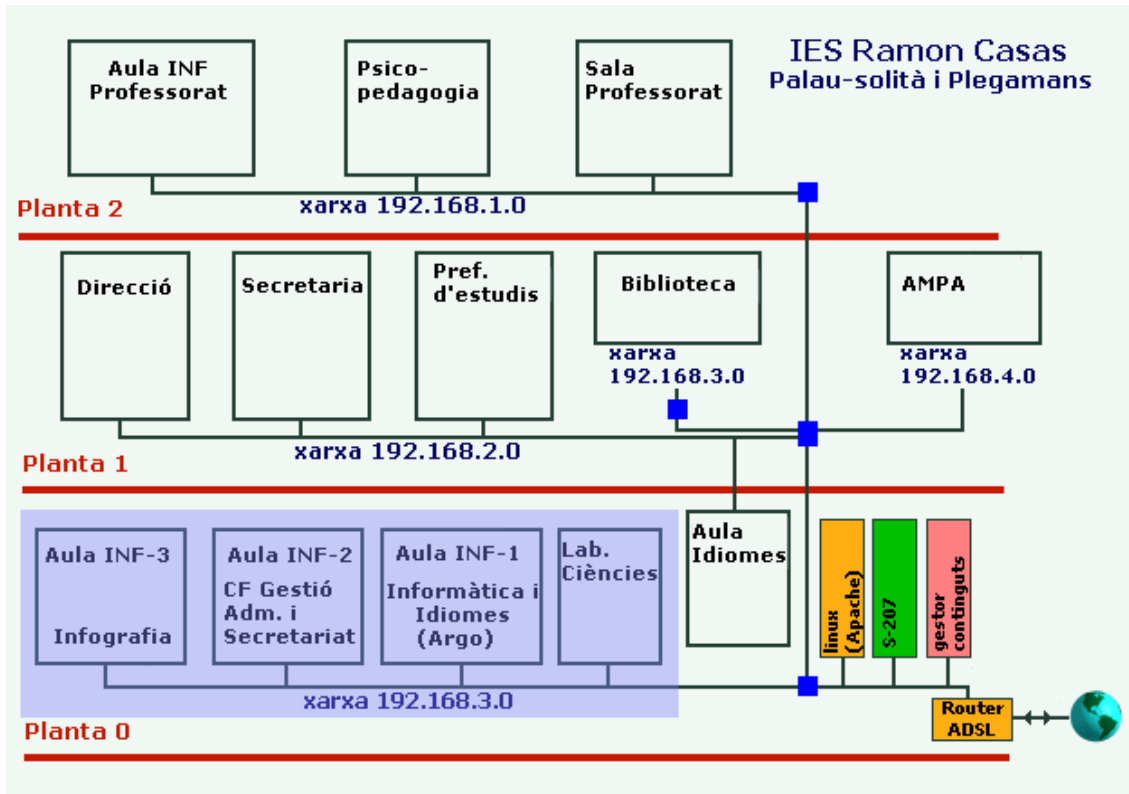 IES Ramon Casas
Palau-solità i Plegamans
Aula INF
Professorat
Psico-
pedagogia
Sala
Professorat
xarxa 192.168.1.0
Planta 2
Direcció
Secretaria
Pref.
d'estudis
Biblioteca
AMPA
xarxa
192.168.3.0
xarxa
192.168.4.0
xarxa 192.168.2.0
Planta 1
Aula INF-3
Infografia
Aula INF-2
CF Gestió
Adm. i
Secretariat
Aula INF-1
Informàtica i
Idiomes
(Argo)
Lab.
Ciències
Aula
Idiomes
linux
(Apache)
S-207
gestor
continguts
xarxa 192.168.3.0
Router
ADSL
Planta 0